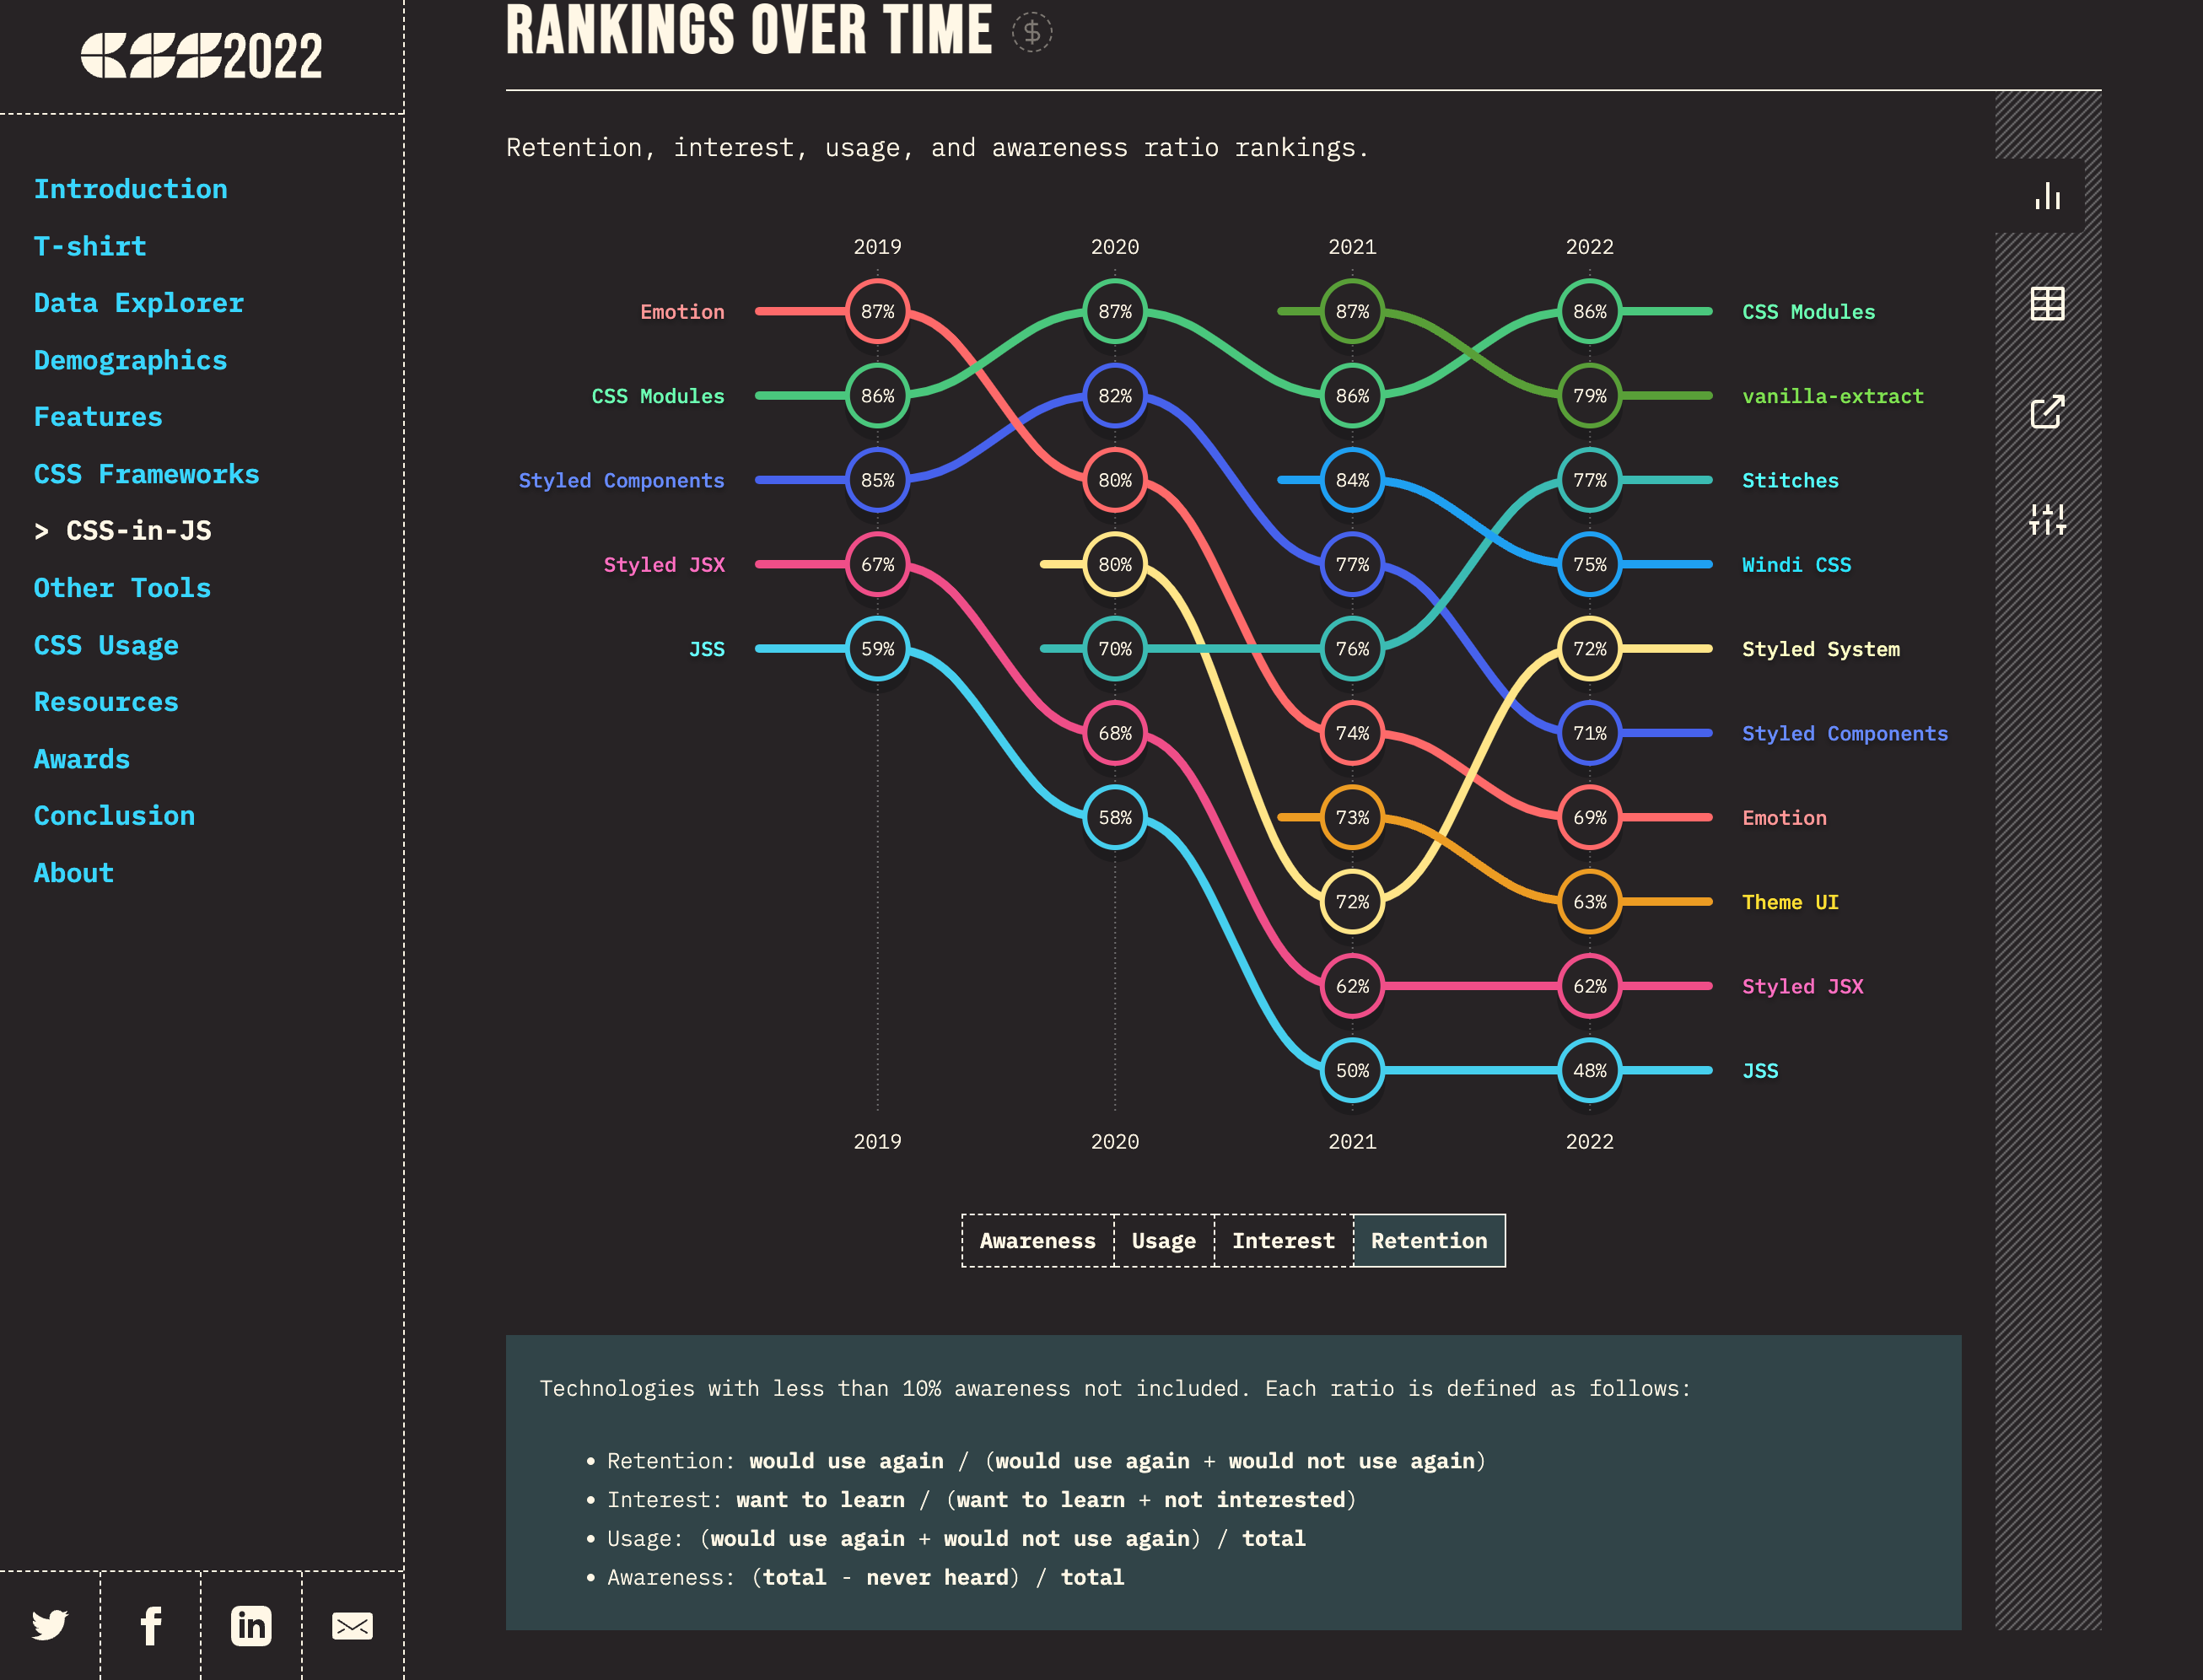 CSS2022
Introduction
T-shirt
Data Explorer
Demographics
Features
CSS Frameworks
> CSS-in-JS
Other Tools
CSS Usage
Resources
Awards
Conclusion
About
RANKINGS OVER TIME $
Retention, interest, usage, and awareness ratio rankings.
2019 2020 2021 2022
Emotion 87% 87% 87% 86% CSS Modules
CSS Modules 86% 82% 86% 79% vanilla-extract
Styled Components 85% 80% 84% 77% Stitches
Styled JSX 67% 80% 77% 75% Windi CSS
JSS 59% 70% 76% 72% Styled System
68% 74% 71% Styled Components
58% 73% 69% Emotion
72% 63% Theme UI
62% 62% Styled JSX
50% 48% JSS
2019 2020 2021 2022
Awareness Usage Interest Retention
Technologies with less than 10% awareness not included. Each ratio is defined as follows:
• Retention: would use again / (would use again + would not use again)
• Interest: want to learn / (want to learn + not interested)
• Usage: (would use again + would not use again) / total
• Awareness: (total - never heard) / total